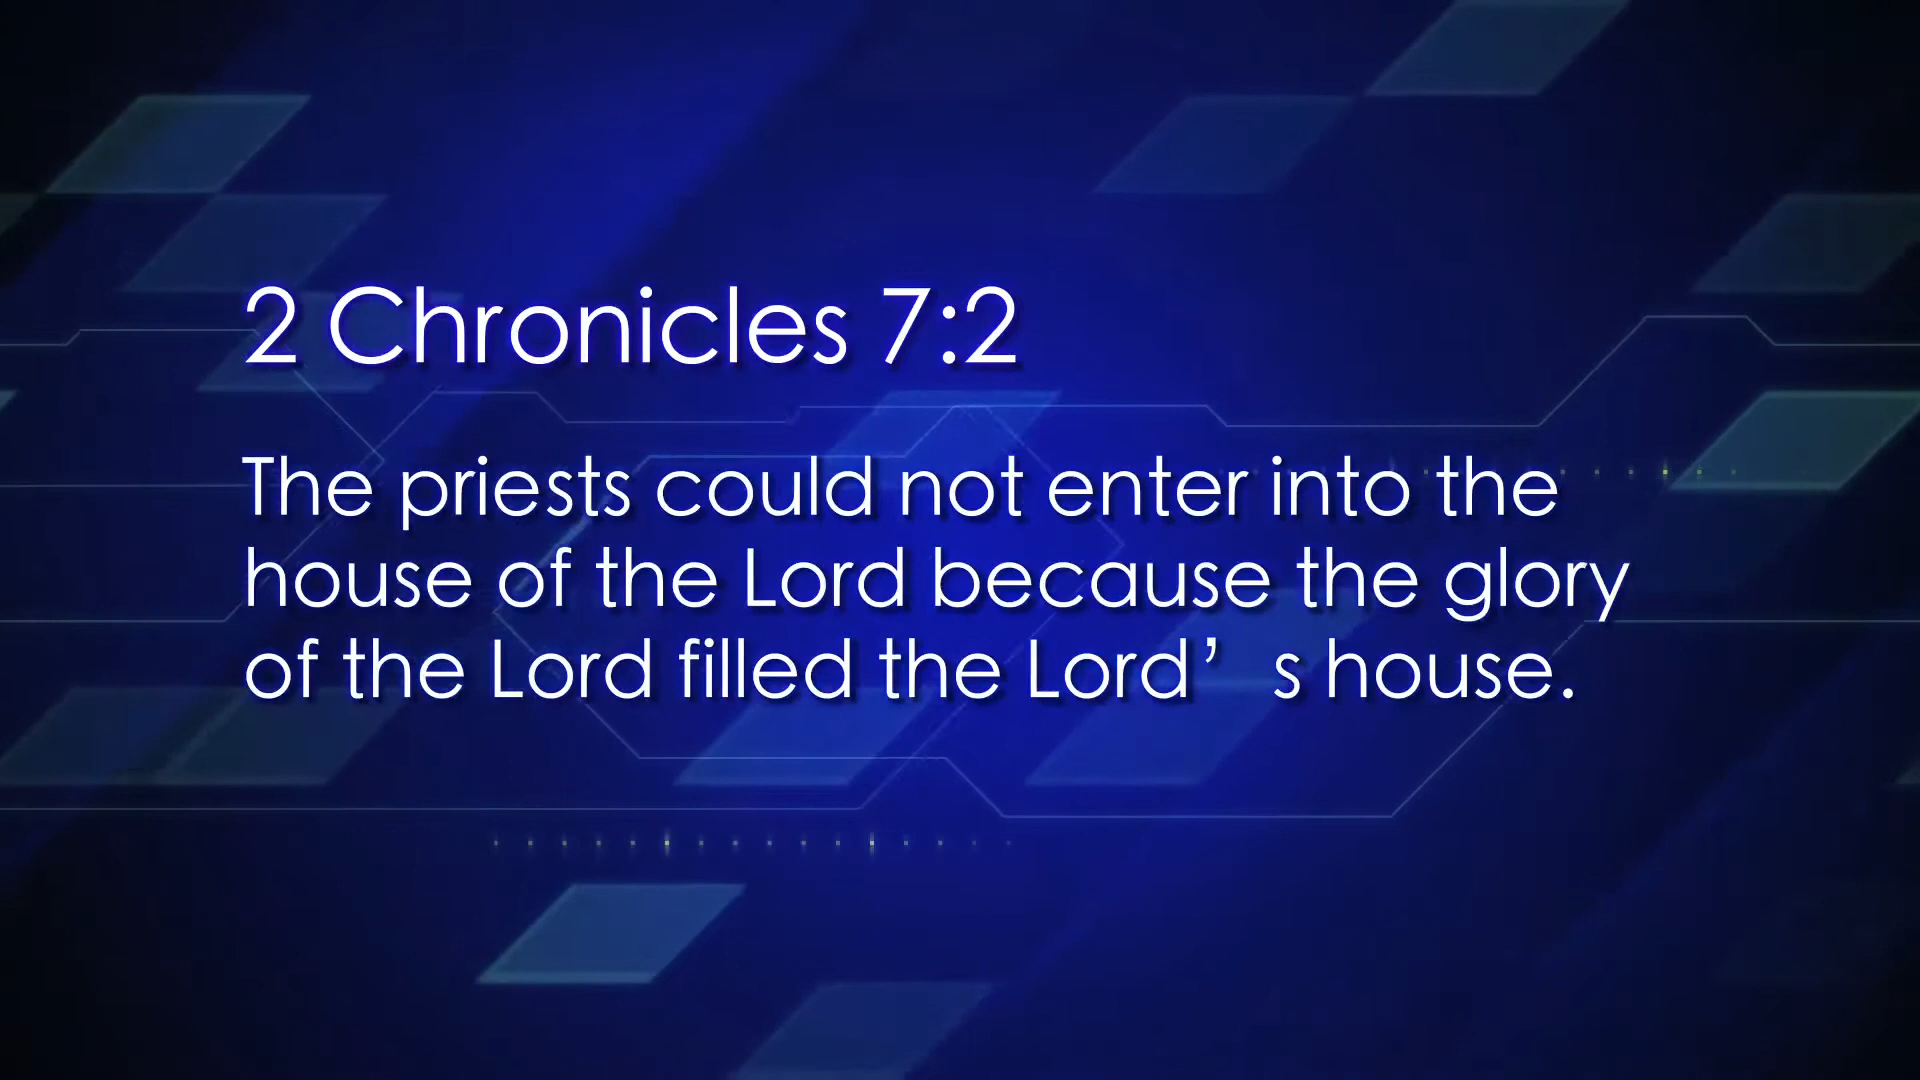 2 Chronicles 7:2
The priests could not enter into the
house of the Lord because the glory
of the Lord filled the Lord’s house.